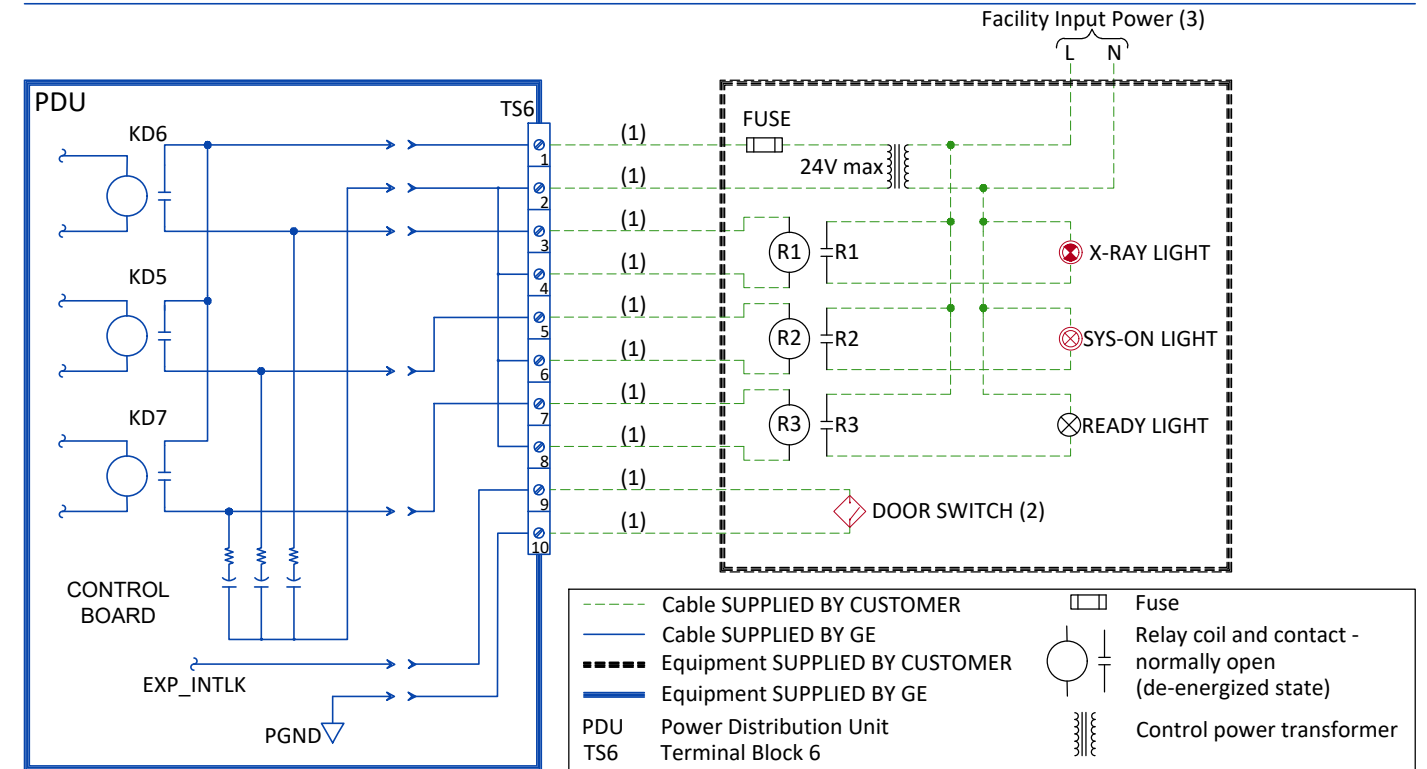 Facility Input Power (3)
L N
PDU
TS6
KD6
KD5
KD7
1
2
3
4
5
6
7
8
9
10
(1)
(1)
(1)
(1)
(1)
(1)
(1)
(1)
(1)
(1)
FUSE
24V max
R1 R1
X-RAY LIGHT
R2 R2
SYS-ON LIGHT
R3 R3
READY LIGHT
DOOR SWITCH (2)
CONTROL
BOARD
EXP_INTLK
PGND
Cable SUPPLIED BY CUSTOMER
Cable SUPPLIED BY GE
Equipment SUPPLIED BY CUSTOMER
Equipment SUPPLIED BY GE
PDU Power Distribution Unit
TS6 Terminal Block 6
Fuse
Relay coil and contact -
normally open
(de-energized state)
Control power transformer